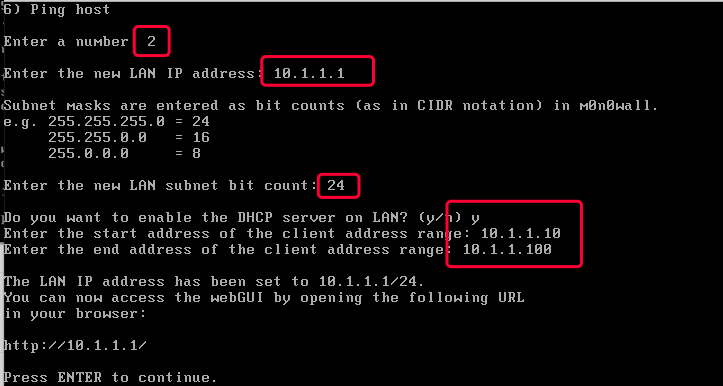 6) Ping host
Enter a number 2
Enter the new LAN IP address: 10.1.1.1
Subnet masks are entered as bit counts (as in CIDR notation) in m0n0wall.
e.g. 255.255.255.0 = 24
255.255.0.0 = 16
255.0.0.0 = 8
Enter the new LAN subnet bit count: 24
Do you want to enable the DHCP server on LAN? (y/n) y
Enter the start address of the client address range: 10.1.1.10
Enter the end address of the client address range: 10.1.1.100
The LAN IP address has been set to 10.1.1.1/24.
You can now access the webGUI by opening the following URL
in your browser:
http://10.1.1.1/
Press ENTER to continue.